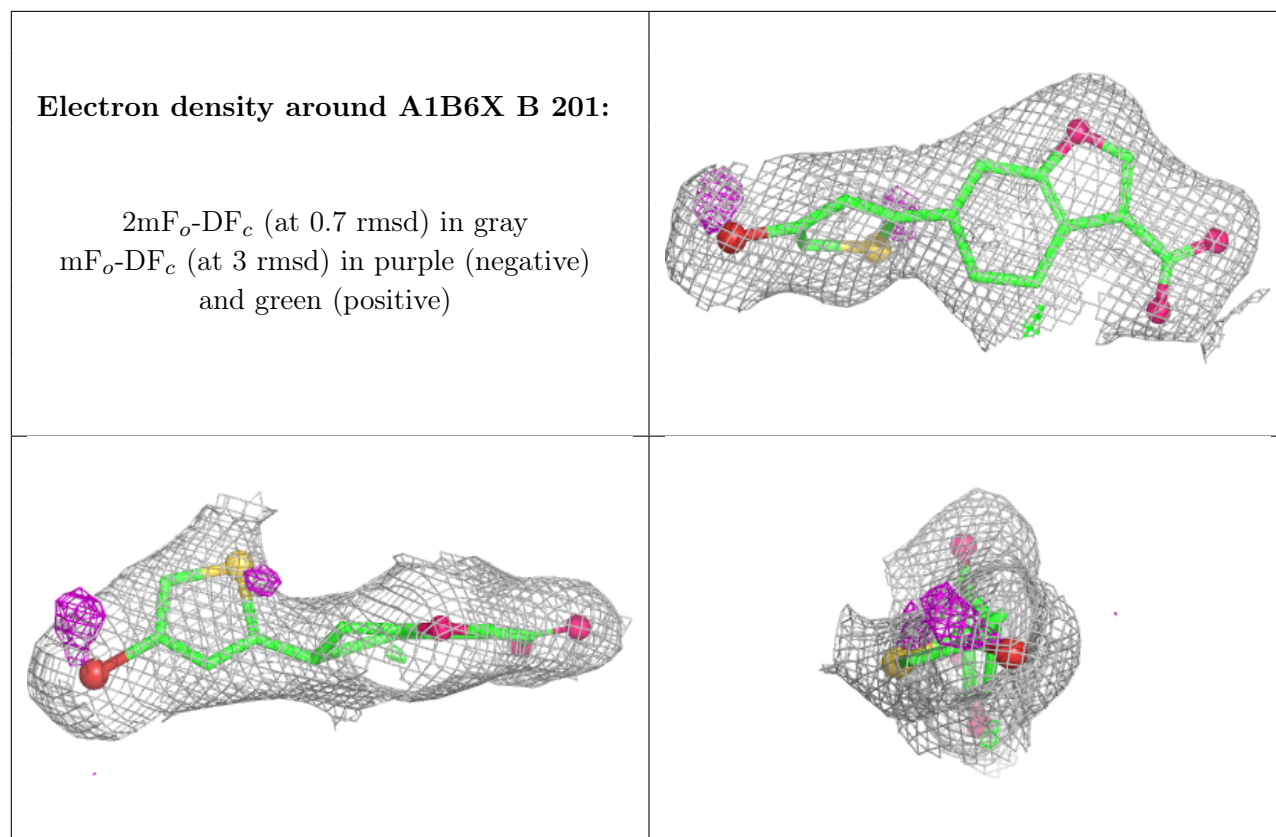 Electron density around A1B6X B 201:
2mFo-DFc (at 0.7 rmsd) in gray
mFo-DFc (at 3 rmsd) in purple (negative)
and green (positive)